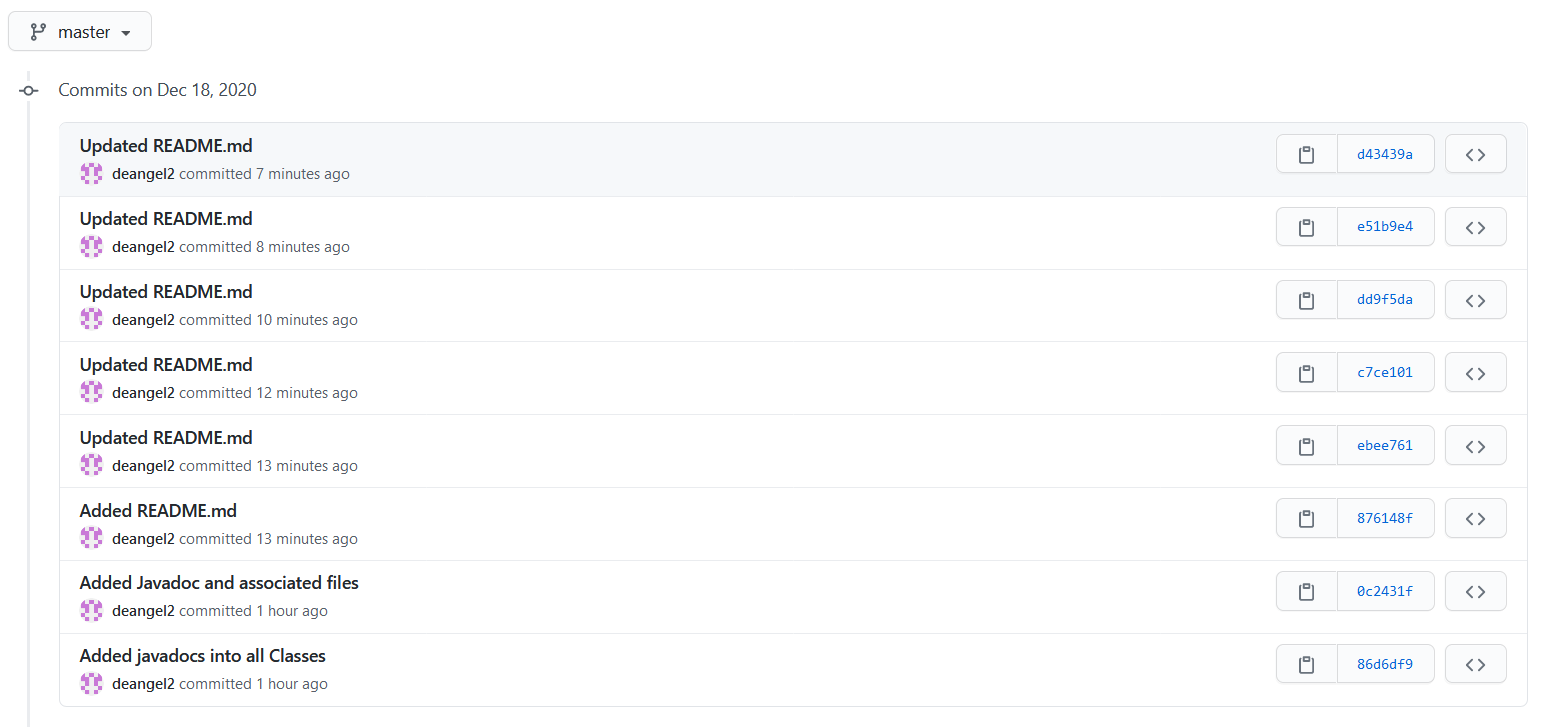 master
Commits on Dec 18, 2020
Updated README.md
d43439a
deangel2 committed 7 minutes ago
Updated README.md
e51b9e4
deangel2 committed 8 minutes ago
Updated README.md
dd9f5da
deangel2 committed 10 minutes ago
Updated README.md
c7ce101
deangel2 committed 12 minutes ago
Updated README.md
ebee761
deangel2 committed 13 minutes ago
Added README.md
876148f
deangel2 committed 13 minutes ago
Added Javadoc and associated files
0c2431f
deangel2 committed 1 hour ago
Added javadocs into all Classes
86d6df9
deangel2 committed 1 hour ago